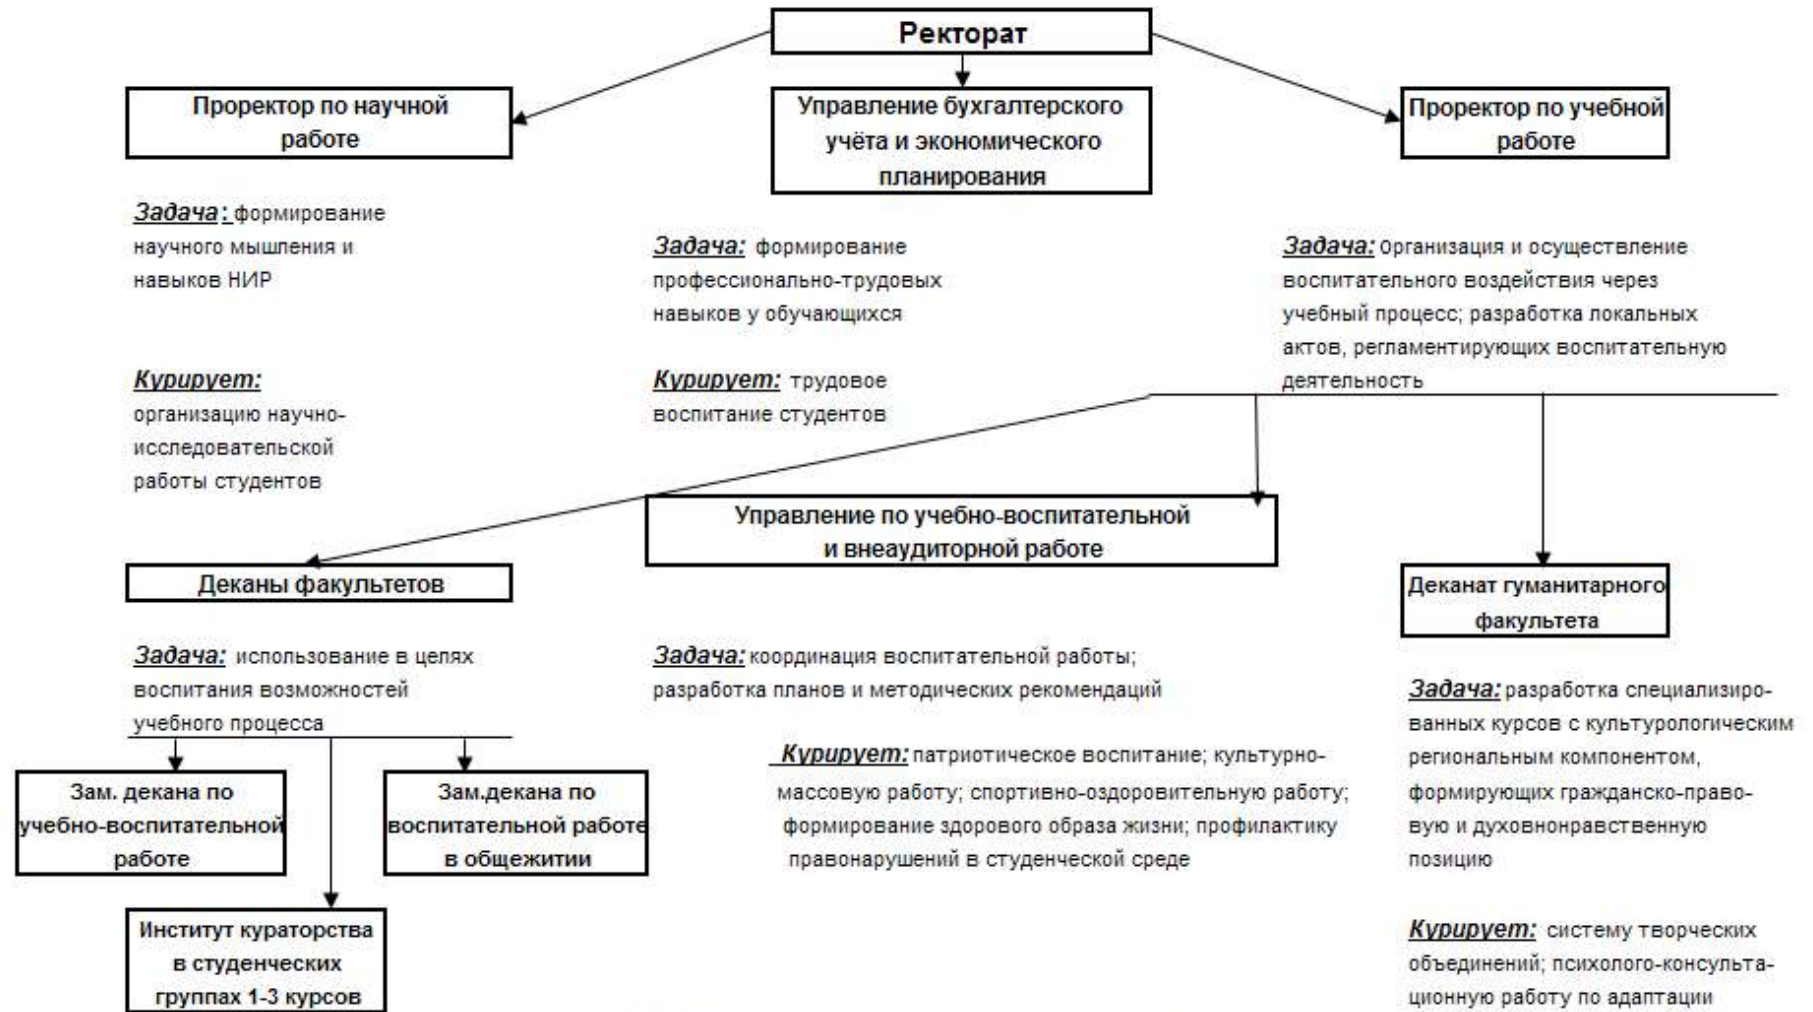 Ректорат
Проректор по научной
работе
Управление бухгалтерского
учёта и экономического
планирования
Проректор по учебной
работе
Задача: формирование
научного мышления и
навыков НИР
Курирует:
организацию научно-
исследовательской
работы студентов
Задача: формирование
профессионально-трудовых
навыков у обучающихся
Курирует: трудовое
воспитание студентов
Задача: Организация и осуществление
воспитательного воздействия через
учебный процесс; разработка локальных
актов, регламентирующих воспитательную
деятельность
Деканы факультетов
Управление по учебно-воспитательной
и внеаудиторной работе
Деканат гуманитарного
факультета
Задача: использование в целях
воспитания возможностей
учебного процесса
Зам. декана по
учебно-воспитательной
работе
Зам.декана по
воспитательной работе
в общежитии
Институт кураторства
в студенческих
группах 1-3 курсов
Задача: координация воспитательной работы;
разработка планов и методических рекомендаций
Курирует: патриотическое воспитание; культурно-
массовую работу; спортивно-оздоровительную работу;
формирование здорового образа жизни; профилактику
правонарушений в студенческой среде
Задача: разработка специализиро-
ванных курсов с культурологическим
региональным компонентом,
формирующих гражданско-право-
вую и духовнонравственную
позицию
Курирует: систему творческих
объединений; психолого-консульта-
ционную работу по адаптации